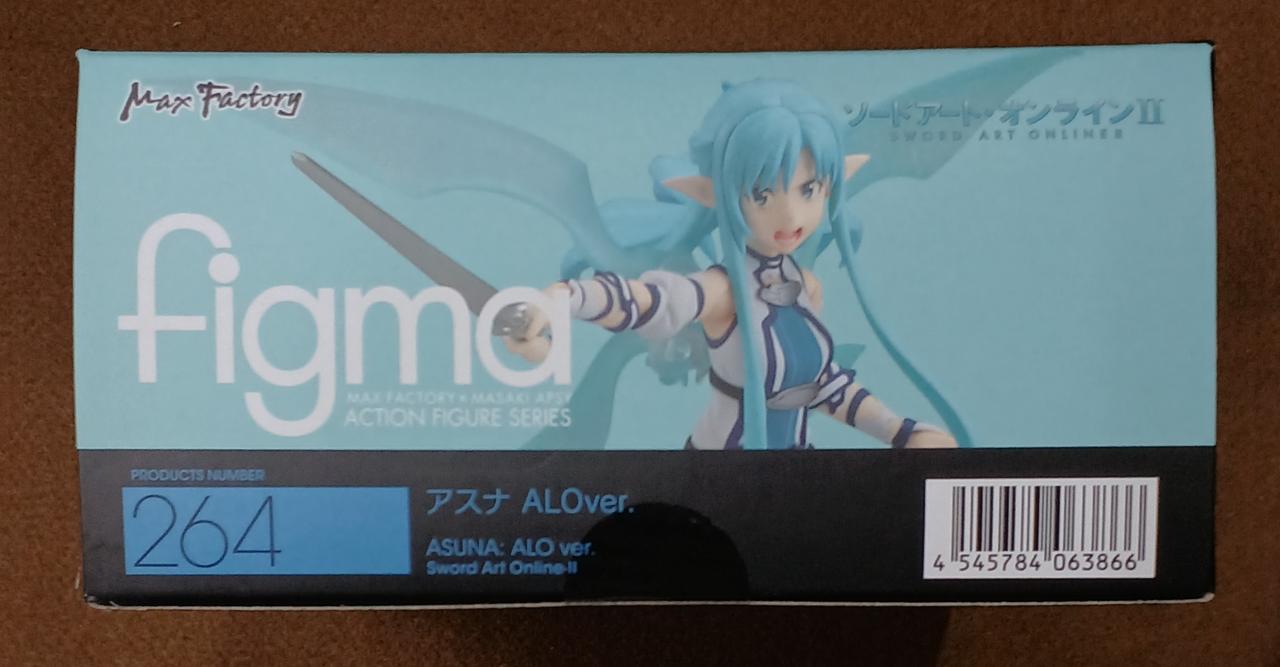 Max Factory
ソードアート・オンラインII
SWORD ART ONLINE II
figma
MAX FACTORY × MASAKI APSY
ACTION FIGURE SERIES
PRODUCTS NUMBER
264
アスナ ALOver.
ASUNA: ALO ver.
Sword Art Online II
4 545784 063866